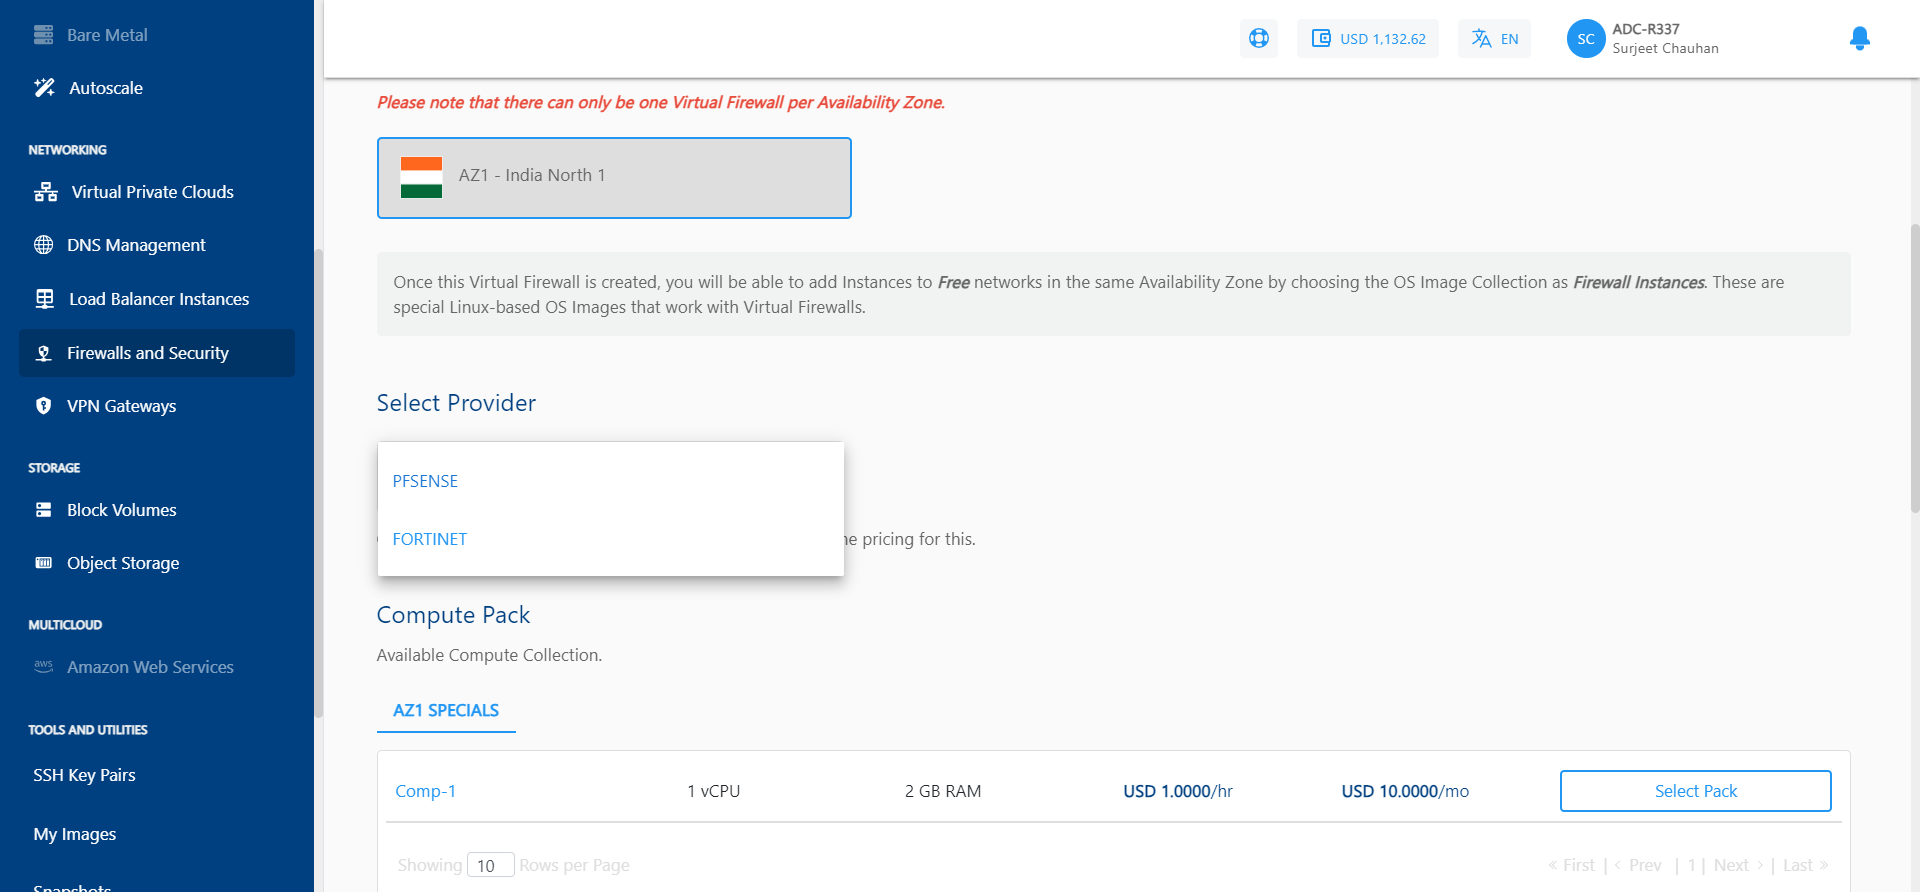 Bare Metal
Autoscale
NETWORKING
Virtual Private Clouds
DNS Management
Load Balancer Instances
Firewalls and Security
VPN Gateways
STORAGE
Block Volumes
Object Storage
MULTICLOUD
aws Amazon Web Services
TOOLS AND UTILITIES
SSH Key Pairs
My Images
Snapshots
USD 1,132.62
EN
SC
ADC-R337
Surjeet Chauhan
Please note that there can only be one Virtual Firewall per Availability Zone.
AZ1 - India North 1
Once this Virtual Firewall is created, you will be able to add Instances to Free networks in the same Availability Zone by choosing the OS Image Collection as Firewall Instances. These are
special Linux-based OS Images that work with Virtual Firewalls.
Select Provider
PFSENSE
FORTINET
pricing for this.
Compute Pack
Available Compute Collection.
AZ1 SPECIALS
Comp-1 1 vCPU 2 GB RAM USD 1.0000/hr USD 10.0000/mo Select Pack
Showing 10 Rows per Page
« First | ‹ Prev | 1 | Next › | Last »